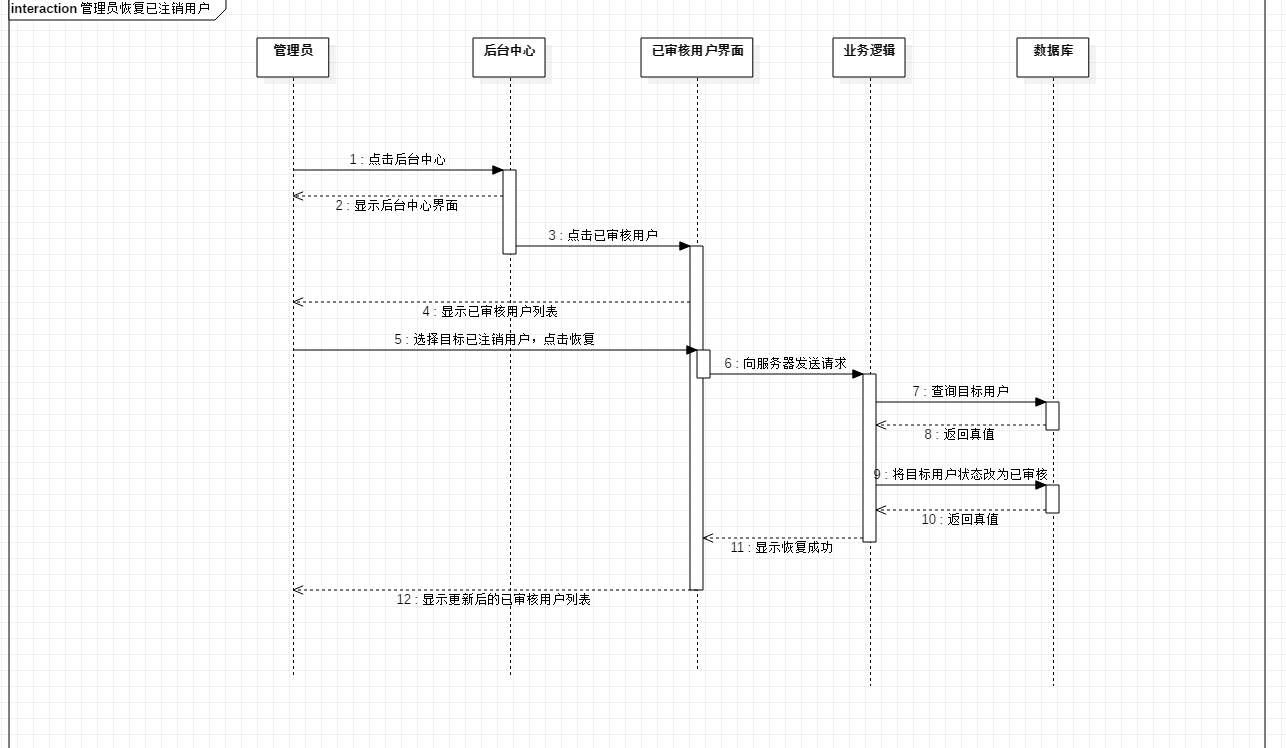 interaction 管理员恢复已注销用户
管理员
后台中心
已审核用户界面
业务逻辑
数据库
1 : 点击后台中心
2 : 显示后台中心界面
3 : 点击已审核用户
4 : 显示已审核用户列表
5 : 选择目标已注销用户，点击恢复
6 : 向服务器发送请求
7 : 查询目标用户
8 : 返回真值
9 : 将目标用户状态改为已审核
10 : 返回真值
11 : 显示恢复成功
12 : 显示更新后的已审核用户列表